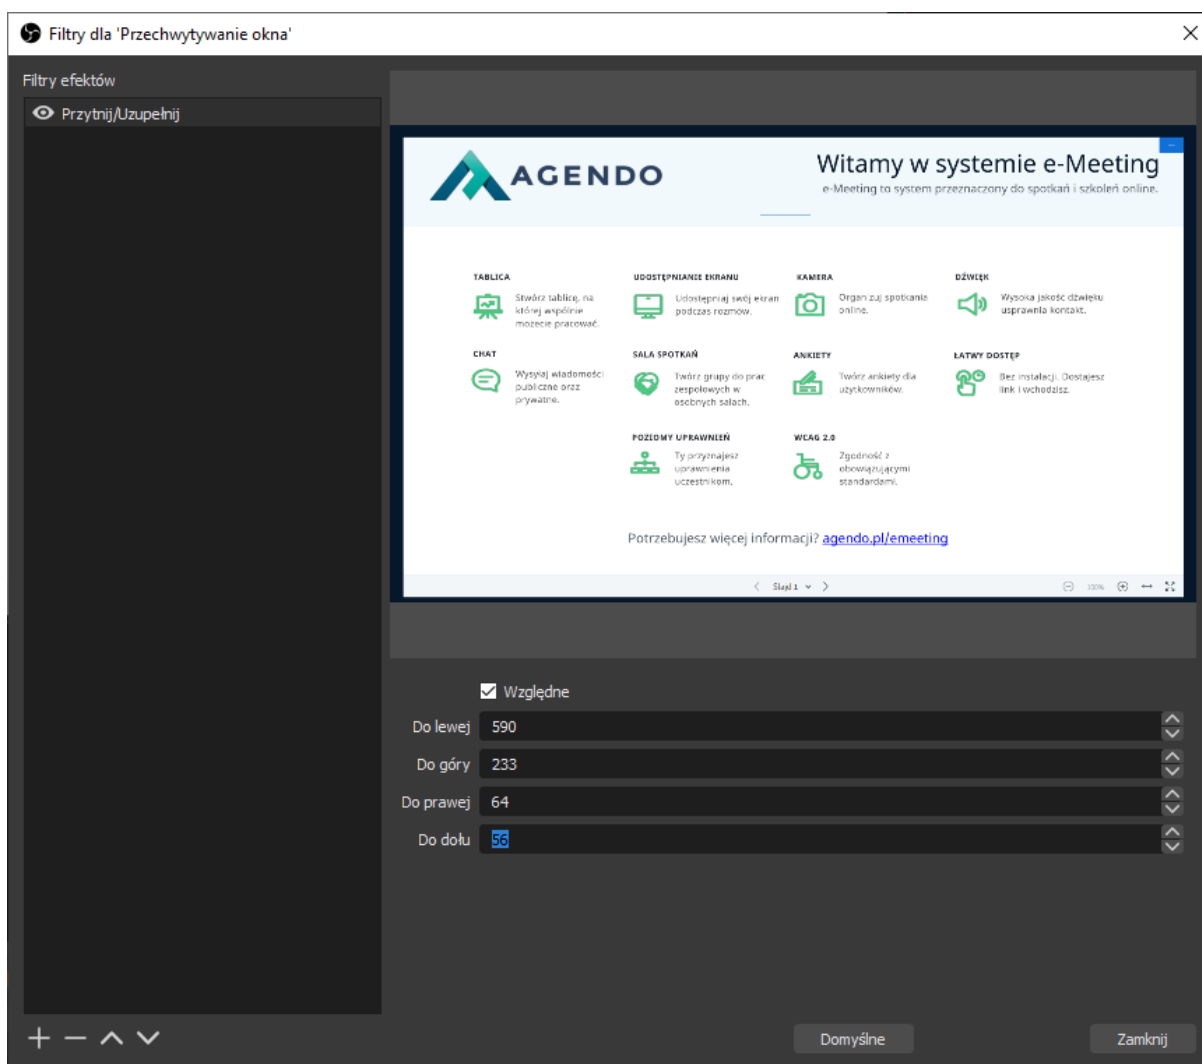 Filtry dla 'Przechwytywanie okna'
Filtry efektów
Przytnij/Uzupełnij
AGENDO
Witamy w systemie e-Meeting
e-Meeting to system przeznaczony do spotkań i szkoleń online.
TABLICA
Stwórz tablicę, na
której wspólnie
możecie pracować.
UDOSTĘPNIANIE EKRANU
Udostępniaj swój ekran
podczas rozmów.
KAMERA
Organizuj spotkania
online.
DŹWIĘK
Wysoka jakość dźwięku
usprawnia kontakt.
CHAT
Wysyłaj wiadomości
publiczne oraz
prywatne.
SALA SPOTKAŃ
Twórz grupy do prac
zespołowych w
osobnych salach.
ANKIETY
Twórz ankiety dla
użytkowników.
ŁATWY DOSTĘP
Bez instalacji. Dostajesz
link i wchodzisz.
POZIOMY UPRAWNIEŃ
Ty przyznajesz
uprawnienia
uczestnikom.
WCAG 2.0
Zgodność z
obowiązującymi
standardami.
Potrzebujesz więcej informacji? agendo.pl/emeeting
Slajd 1
100%
Względne
Do lewej 590
Do góry 233
Do prawej 64
Do dołu 56
Domyślne
Zamknij